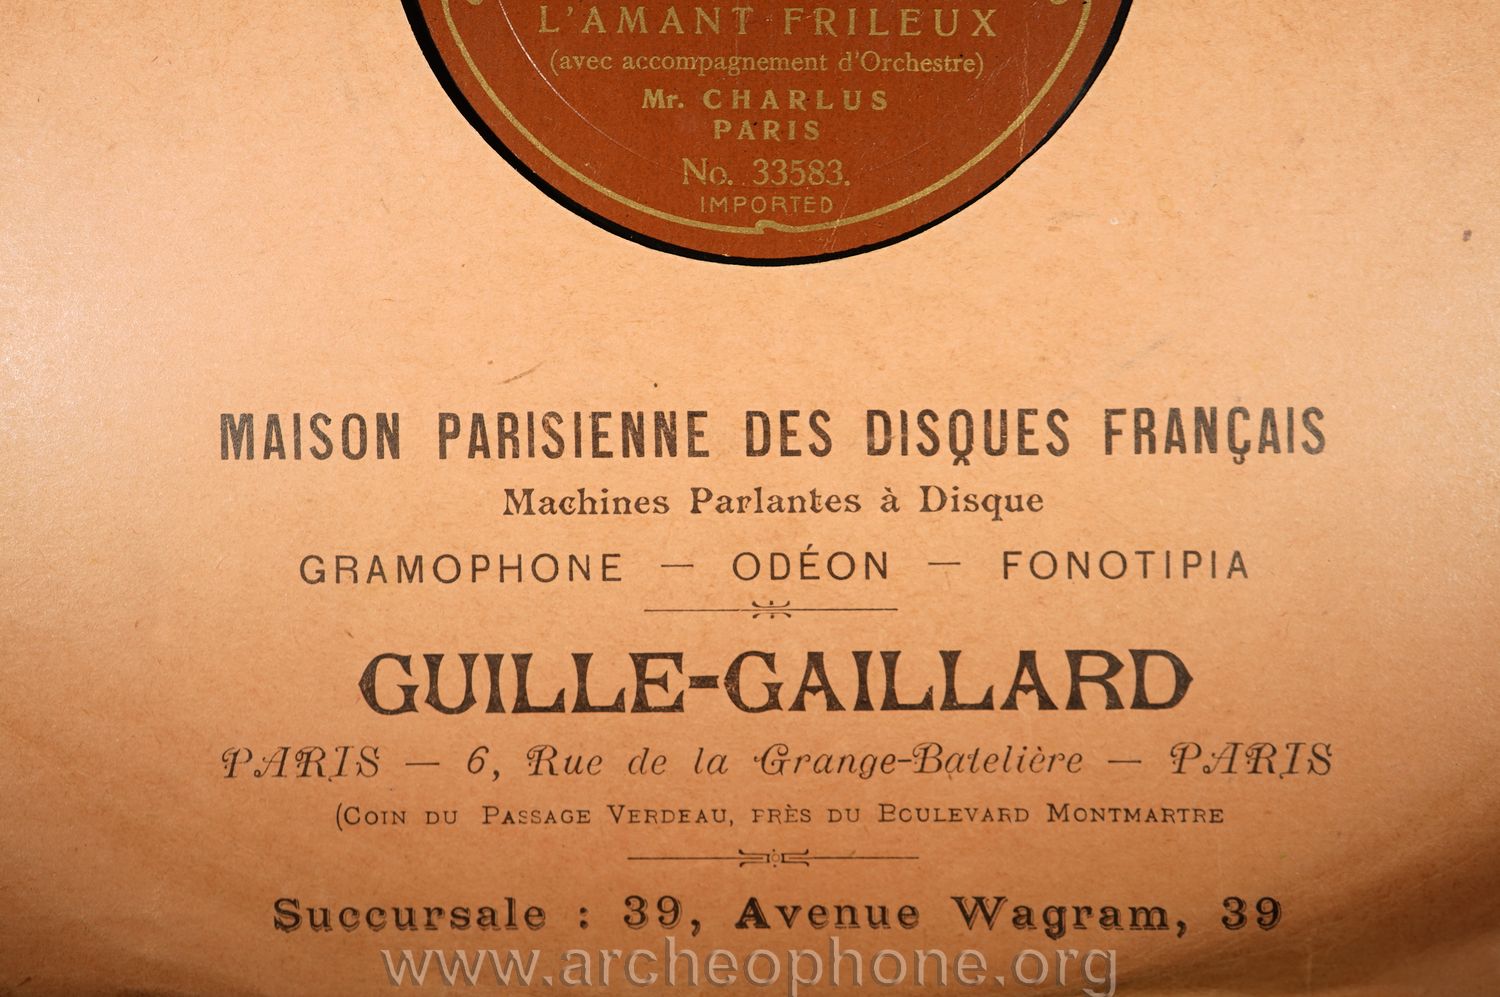 L'AMANT FRILEUX
(avec accompagnement d'Orchestre)
Mr. CHARLUS
PARIS
No. 33583.
IMPORTED
MAISON PARISIENNE DES DISQUES FRANÇAIS
Machines Parlantes à Disque
GRAMOPHONE — ODÉON — FONOTIPIA
GUILLE-GAILLARD
PARIS — 6, Rue de la Grange-Batelière — PARIS
(COIN DU PASSAGE VERDEAU, PRÈS DU BOULEVARD MONTMARTRE
Succursale : 39, Avenue Wagram, 39
www.archeophone.org